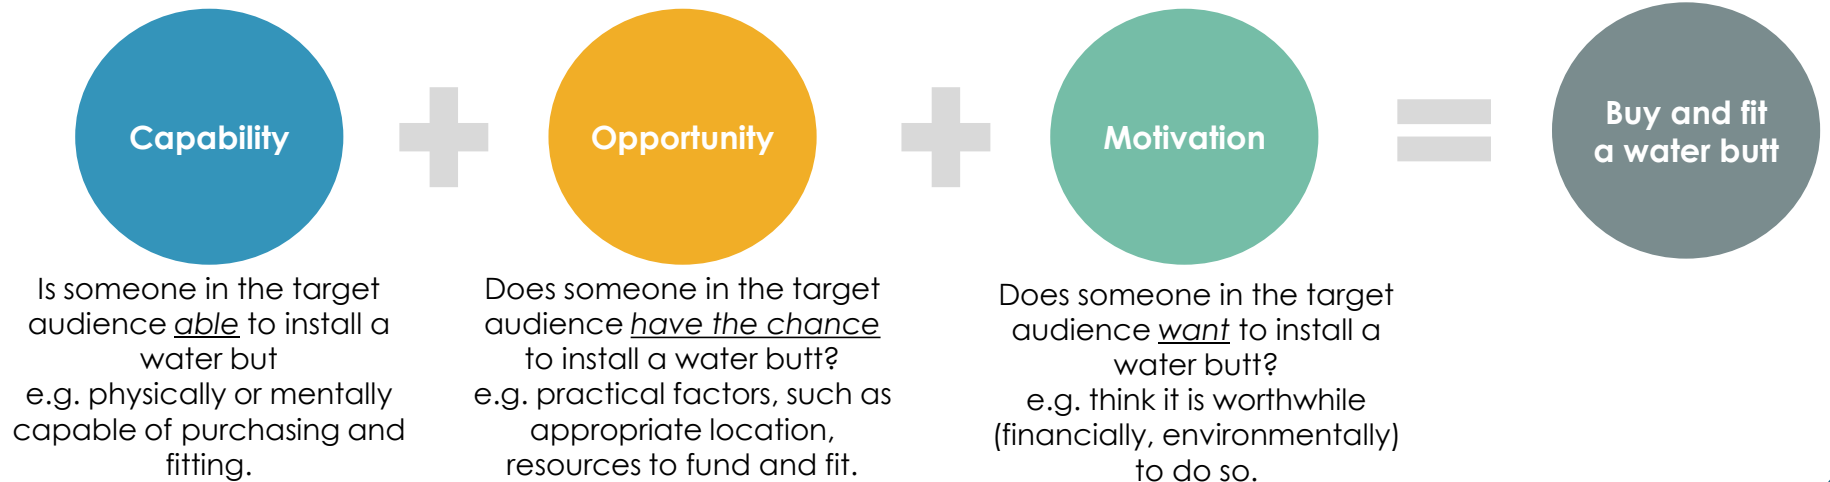 Capability
Is someone in the target
audience able to install a
water but
e.g. physically or mentally
capable of purchasing and
fitting.
Opportunity
Does someone in the target
audience have the chance
to install a water butt?
e.g. practical factors, such as
appropriate location,
resources to fund and fit.
Motivation
Does someone in the target
audience want to install a
water butt?
e.g. think it is worthwhile
(financially, environmentally)
to do so.
Buy and fit
a water butt